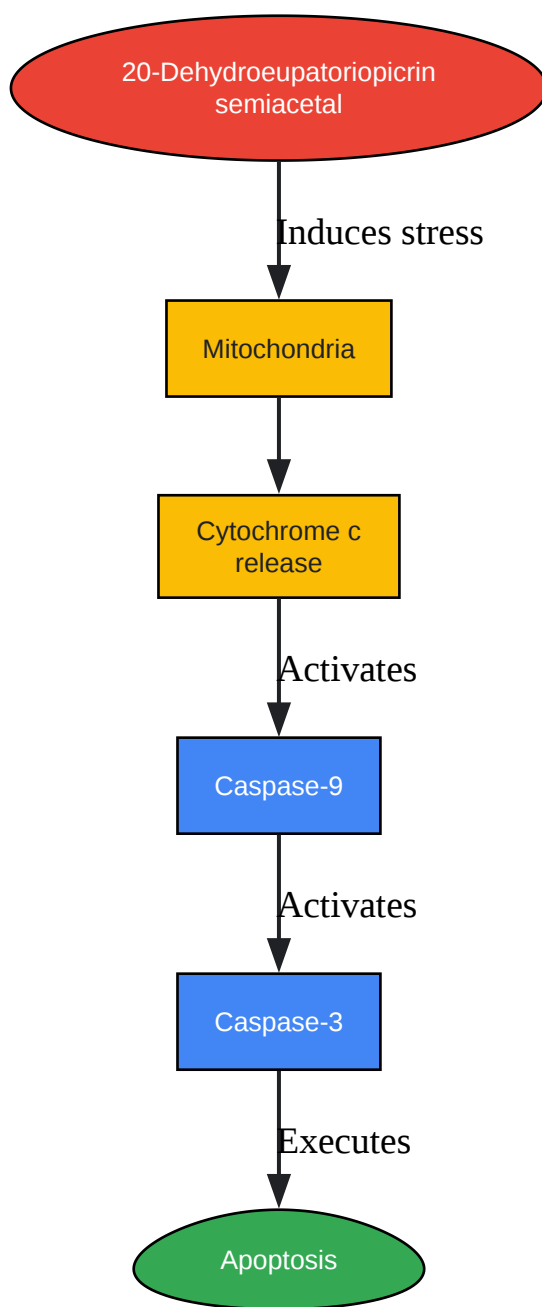 20-Dehydroeupatoriopicrin
semiacetal
Induces stress
Mitochondria
Cytochrome c
release
Activates
Caspase-9
Activates
Caspase-3
Executes
Apoptosis